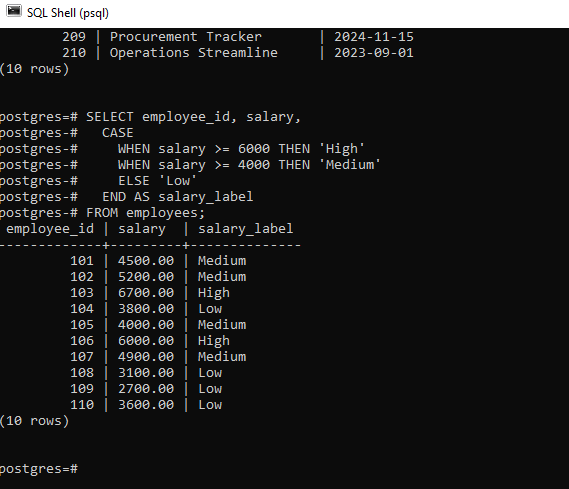 SQL Shell (psql)
209 | Procurement Tracker | 2024-11-15
210 | Operations Streamline | 2023-09-01
(10 rows)
postgres=# SELECT employee_id, salary,
postgres-# CASE
postgres-# WHEN salary >= 6000 THEN 'High'
postgres-# WHEN salary >= 4000 THEN 'Medium'
postgres-# ELSE 'Low'
postgres-# END AS salary_label
postgres-# FROM employees;
employee_id | salary | salary_label
-------------+---------+--------------
101 | 4500.00 | Medium
102 | 5200.00 | Medium
103 | 6700.00 | High
104 | 3800.00 | Low
105 | 4000.00 | Medium
106 | 6000.00 | High
107 | 4900.00 | Medium
108 | 3100.00 | Low
109 | 2700.00 | Low
110 | 3600.00 | Low
(10 rows)
postgres=#